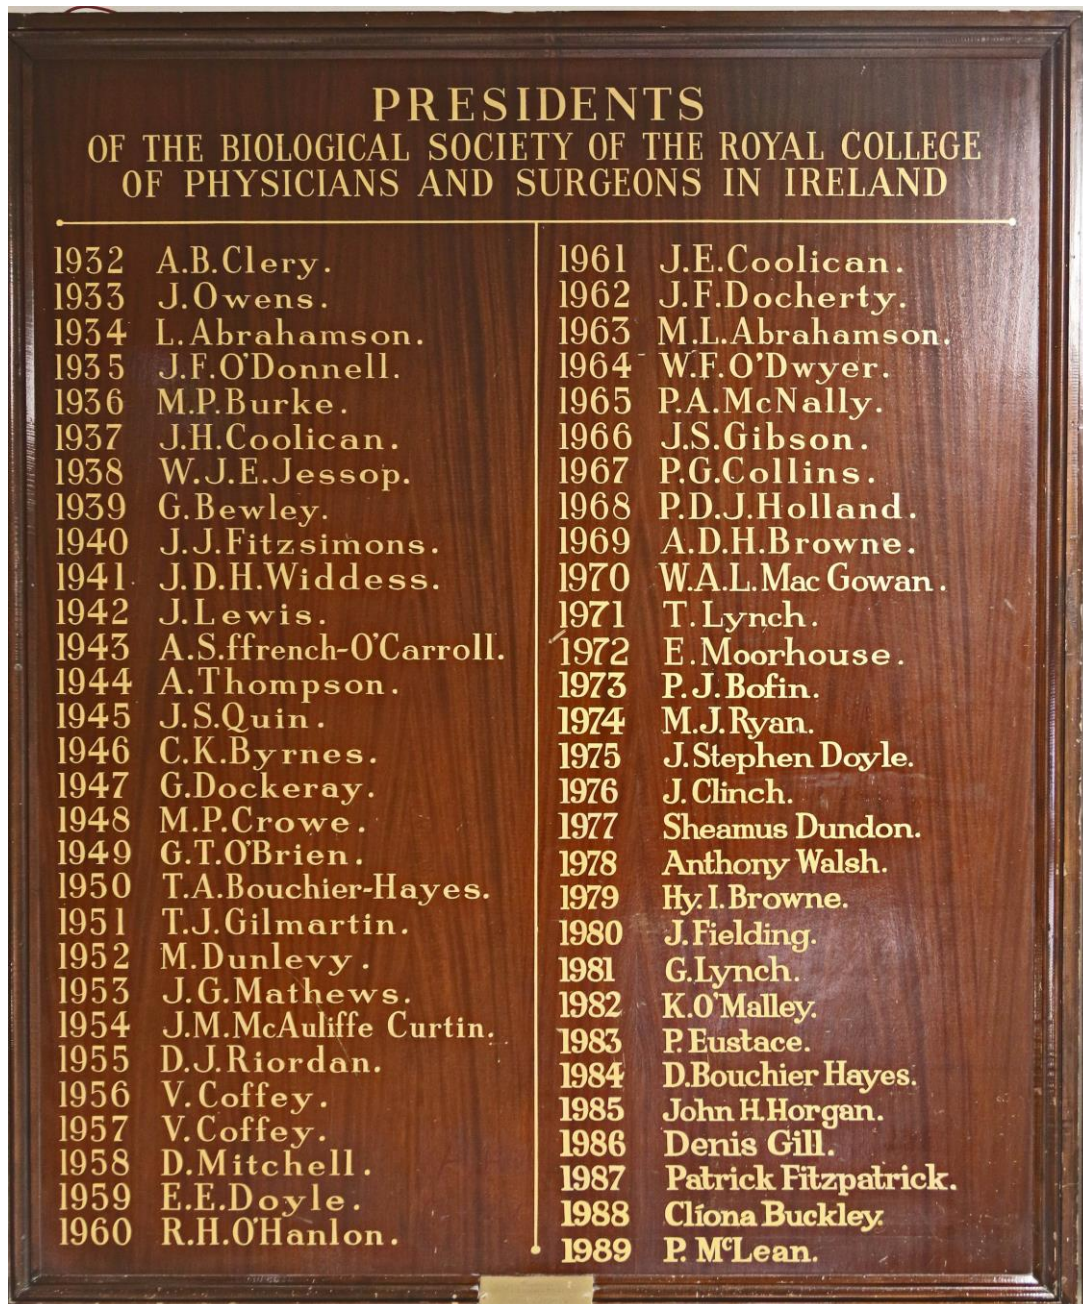 PRESIDENTS
OF THE BIOLOGICAL SOCIETY OF THE ROYAL COLLEGE
OF PHYSICIANS AND SURGEONS IN IRELAND
1932 A.B.Clery.
1933 J.Owens.
1934 L.Abrahamson.
1935 J.F.O'Donnell.
1936 M.P.Burke.
1937 J.H.Coolican.
1938 W.J.E.Jessop.
1939 G.Bewley.
1940 J.J.Fitzsimons.
1941 J.D.H.Widdess.
1942 J.Lewis.
1943 A.S.ffrench-O'Carroll.
1944 A.Thompson.
1945 J.S.Quin.
1946 C.K.Byrnes.
1947 G.Dockeray.
1948 M.P.Crowe.
1949 G.T.O'Brien.
1950 T.A.Bouchier-Hayes.
1951 T.J.Gilmartin.
1952 M.Dunlevy.
1953 J.G.Mathews.
1954 J.M.McAuliffe Curtin.
1955 D.J.Riordan.
1956 V.Coffey.
1957 V.Coffey.
1958 D.Mitchell.
1959 E.E.Doyle.
1960 R.H.O'Hanlon.
1961 J.E.Coolican.
1962 J.F.Docherty.
1963 M.L.Abrahamson.
1964 W.F.O'Dwyer.
1965 P.A.McNally.
1966 J.S.Gibson.
1967 P.G.Collins.
1968 P.D.J.Holland.
1969 A.D.H.Browne.
1970 W.A.L.Mac Gowan.
1971 T.Lynch.
1972 E.Moorhouse.
1973 P.J.Bofin.
1974 M.J.Ryan.
1975 J.Stephen Doyle.
1976 J.Clinch.
1977 Sheamus Dundon.
1978 Anthony Walsh.
1979 Hy.I.Browne.
1980 J.Fielding.
1981 G.Lynch.
1982 K.O'Malley.
1983 P.Eustace.
1984 D.Bouchier Hayes.
1985 John H.Horgan.
1986 Denis Gill.
1987 Patrick Fitzpatrick.
1988 Clíona Buckley.
1989 P. McLean.